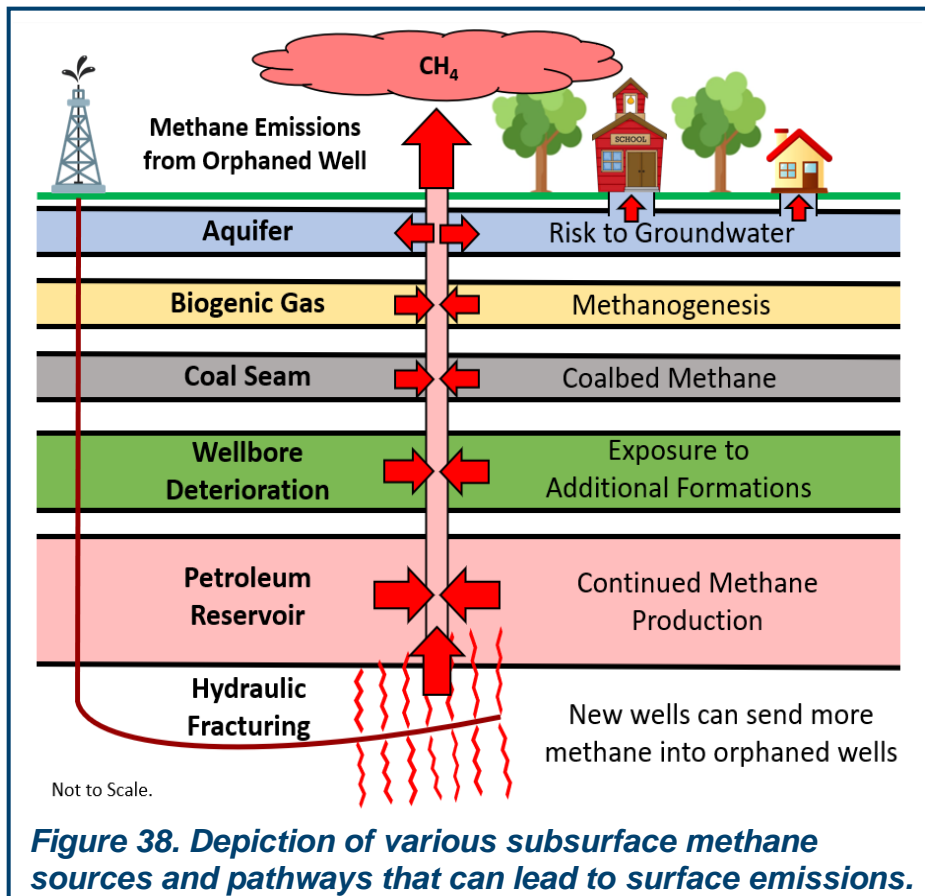 CH₄
Methane Emissions
from Orphaned Well
SCHOOL
Aquifer
Risk to Groundwater
Biogenic Gas
Methanogenesis
Coal Seam
Coalbed Methane
Wellbore
Deterioration
Exposure to
Additional Formations
Petroleum
Reservoir
Continued Methane
Production
Hydraulic
Fracturing
New wells can send more
methane into orphaned wells
Not to Scale.
Figure 38. Depiction of various subsurface methane
sources and pathways that can lead to surface emissions.